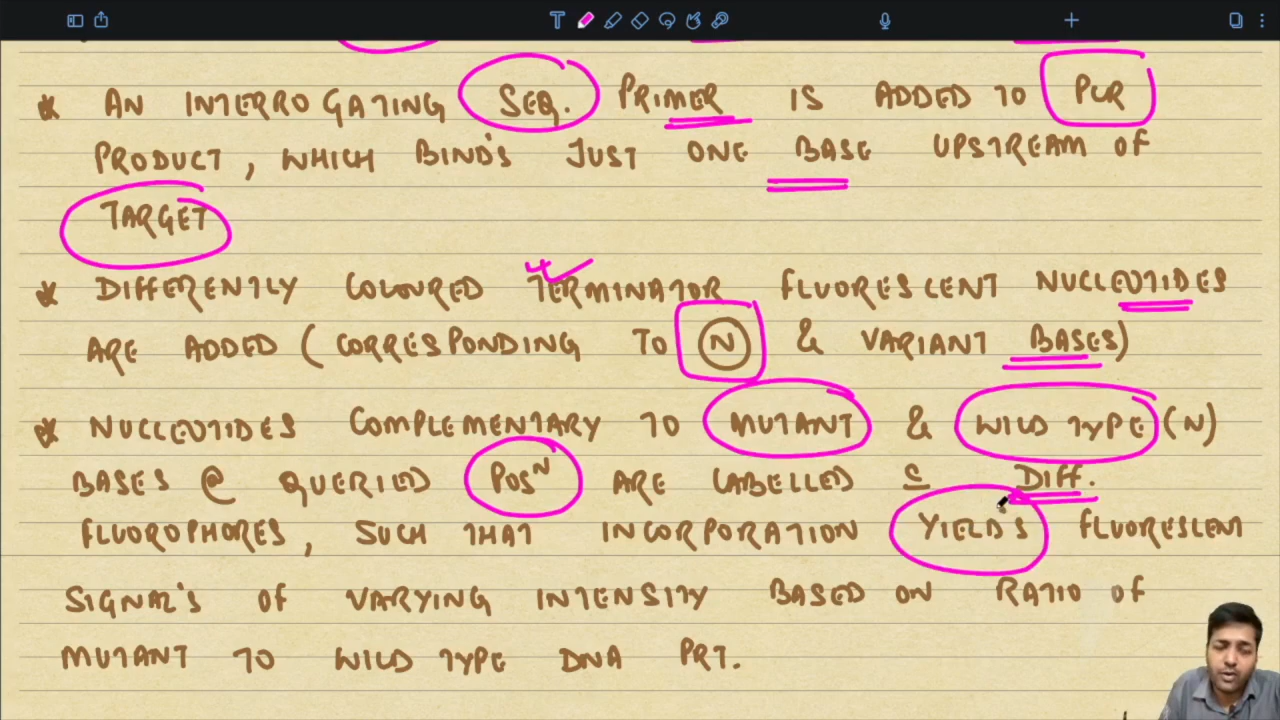 * AN INTERROGATING SEQ. PRIMER IS ADDED TO PCR
PRODUCT, WHICH BIND'S JUST ONE BASE UPSTREAM OF
TARGET
* DIFFERENTLY COLOURED TERMINATOR FLUORESCENT NUCLEOTIDES
ARE ADDED (CORRESPONDING TO N & VARIANT BASES)
* NUCLEOTIDES COMPLEMENTARY TO MUTANT & WILD TYPE (N)
BASES @ QUERIED POSN ARE LABELLED C DIFF.
FLUOROPHORES, SUCH THAT INCORPORATION YIELDS FLUORESCENT
SIGNAL'S OF VARYING INTENSITY BASED ON RATIO OF
MUTANT TO WILD TYPE DNA PRT.